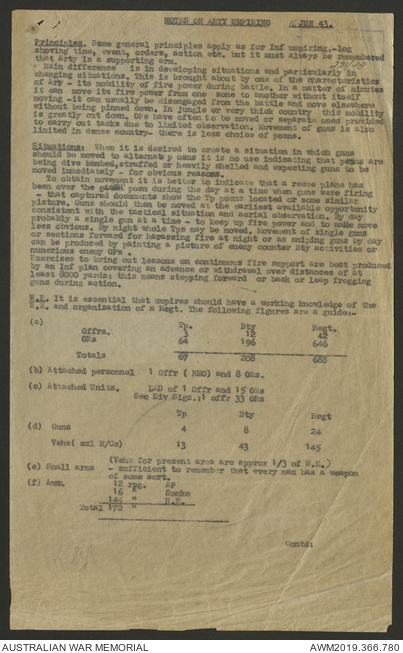 NOTES ON ARTY UMPIRING 11 JUN 43.
Principles. Same general principles apply as for Inf umpiring.-log
showing time, event, orders, action etc. but it must always be remembered
that Arty is a supporting arm.
Main difference is in developing situations and particularly in
changing situations. This is brought about by one of the characteristics
of Arty - its mobility of fire power during battle. In a matter of minutes
it can move its fire power from one zone to another without itself
moving -it can usually be disengaged from the battle and move elsewhere
without being pinned down. In jungle or very thick country this mobility
is greatly cut down. OPs have often to be moved or separate ones provided
to carry out tasks due to limited observation. Movement of guns is also
limited in dense country- there is less choice of posns.
Situations: When it is desired to create a situation in which guns
should be moved to alternate posns it is no use indicating that posns are
being dive bombed, straffed or heavily shelled and expecting guns to be
moved immediately - for obvious reasons.
To obtain movement it is better to indicate that a recce plane has
been over the posn during the day at a time when guns were firing
- that captured documents show the Tp posns located or some similar
picture. Guns should then be moved at the earliest available opportunity
consistent with the tactical situation and aerial observation. By day
probably a single gun at a time - to keep up fire power and to make move
less obvious. By night whole Tps may be moved. Movement of single guns
or sections forward for harassing fire at night or as sniping guns by day
can be produced by painting a picture of enemy counter Bty activities or
numerous enemy OPs.
Exercises to bring out lessons on continuous fire support are best produced
by an Inf plan covering an advance or withdrawal over distances of at
least 8000 yards; this means stepping forward or back or leap frogging
guns during action.
W.E. It is essential that umpires should have a working knowledge of the
W.E. and organization of a Regt. The following figures are a guide:-
(a) Tp. Bty Regt.
Offrs. 3 12 42
ORs 64 196 646
Totals 67 208 688
(b) Attached personnel 1 Offr ( RMO) and 8 ORs.
(c) Attached Units. LAD of 1 Offr and 15 ORs
Sec Div Sigs.:1 offr 33 ORs
Tp Bty Regt
(d) Guns 4 8 24
Vehs( exl M/Cs) 13 43 145
(Vehs for present area are approx 1/3 of W.E.)
(e) Small arms - sufficient to remember that every man has a weapon
of some sort.
(f) Amn. 12 rpg. Ap
16 " Smoke
144 " H.E.
Total 172 "
Contd:
AUSTRALIAN WAR MEMORIAL AWM2019.366.780